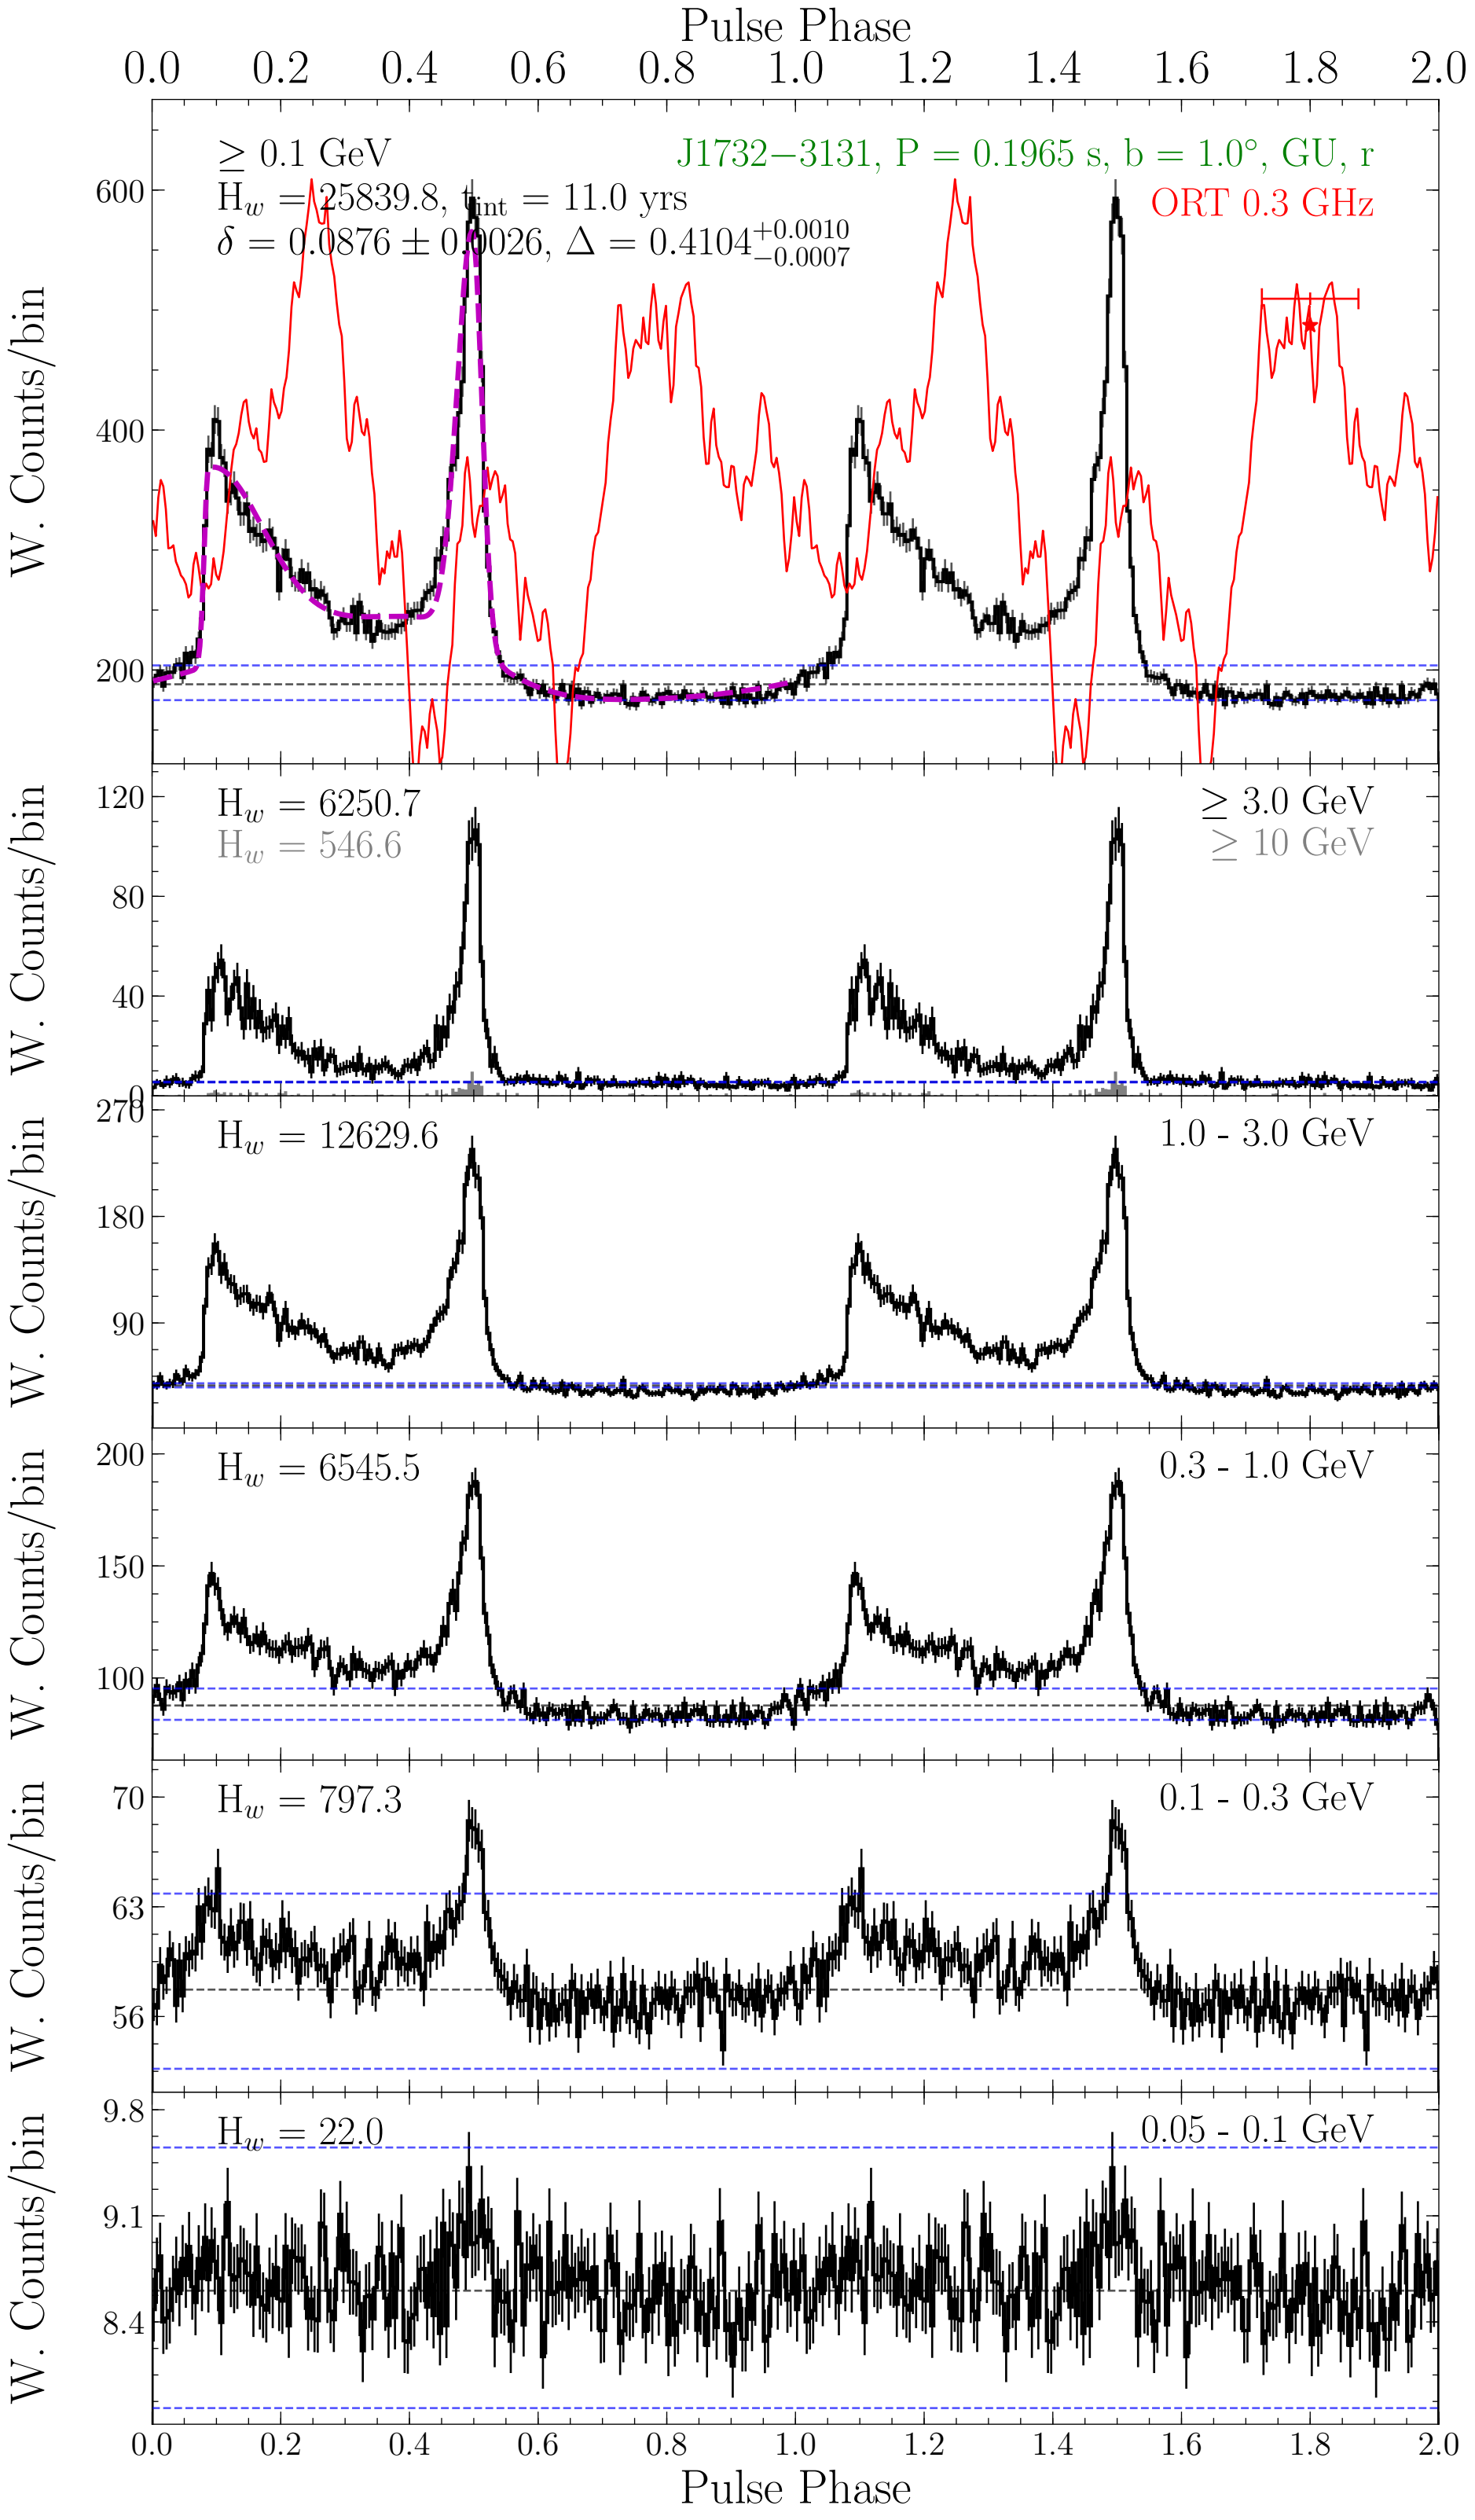 Pulse Phase
0.0 0.2 0.4 0.6 0.8 1.0 1.2 1.4 1.6 1.8 2.0
≥ 0.1 GeV
J1732−3131, P = 0.1965 s, b = 1.0°, GU, r
H_w = 25839.8, t_int = 11.0 yrs
ORT 0.3 GHz
δ = 0.0876 ± 0.0026, Δ = 0.4104^{+0.0010}_{−0.0007}
W. Counts/bin
600
400
200
H_w = 6250.7
≥ 3.0 GeV
H_w = 546.6
≥ 10 GeV
W. Counts/bin
120
80
40
0
H_w = 12629.6
1.0 - 3.0 GeV
W. Counts/bin
270
180
90
H_w = 6545.5
0.3 - 1.0 GeV
W. Counts/bin
200
150
100
H_w = 797.3
0.1 - 0.3 GeV
W. Counts/bin
70
63
56
H_w = 22.0
0.05 - 0.1 GeV
W. Counts/bin
9.8
9.1
8.4
0.0 0.2 0.4 0.6 0.8 1.0 1.2 1.4 1.6 1.8 2.0
Pulse Phase